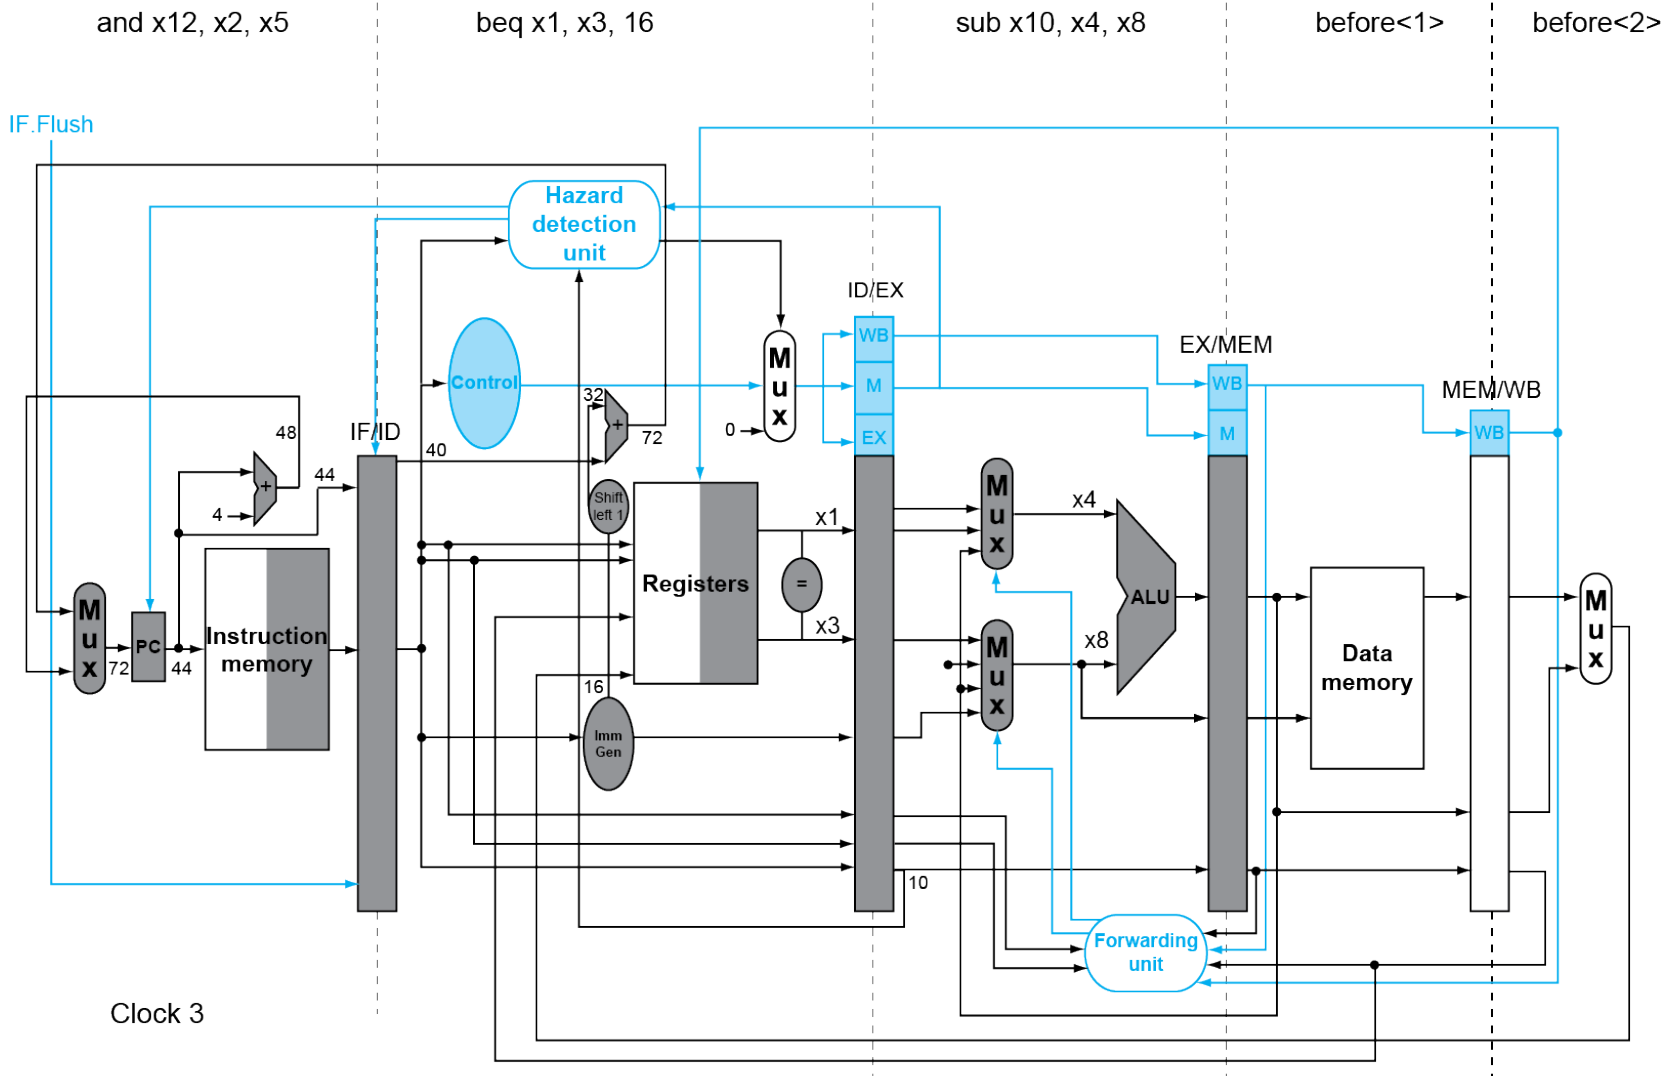 and x12, x2, x5
beq x1, x3, 16
sub x10, x4, x8
before<1>
before<2>
IF.Flush
Hazard
detection
unit
ID/EX
WB
M
EX
EX/MEM
WB
M
MEM/WB
WB
Control
M
u
x
0
32
+
72
IF/ID
40
48
44
+
4
Shift
left 1
M
u
x
72
PC
44
Instruction
memory
Registers
x1
=
x3
16
Imm
Gen
M
u
x
x4
M
u
x
x8
ALU
Data
memory
M
u
x
10
Forwarding
unit
Clock 3